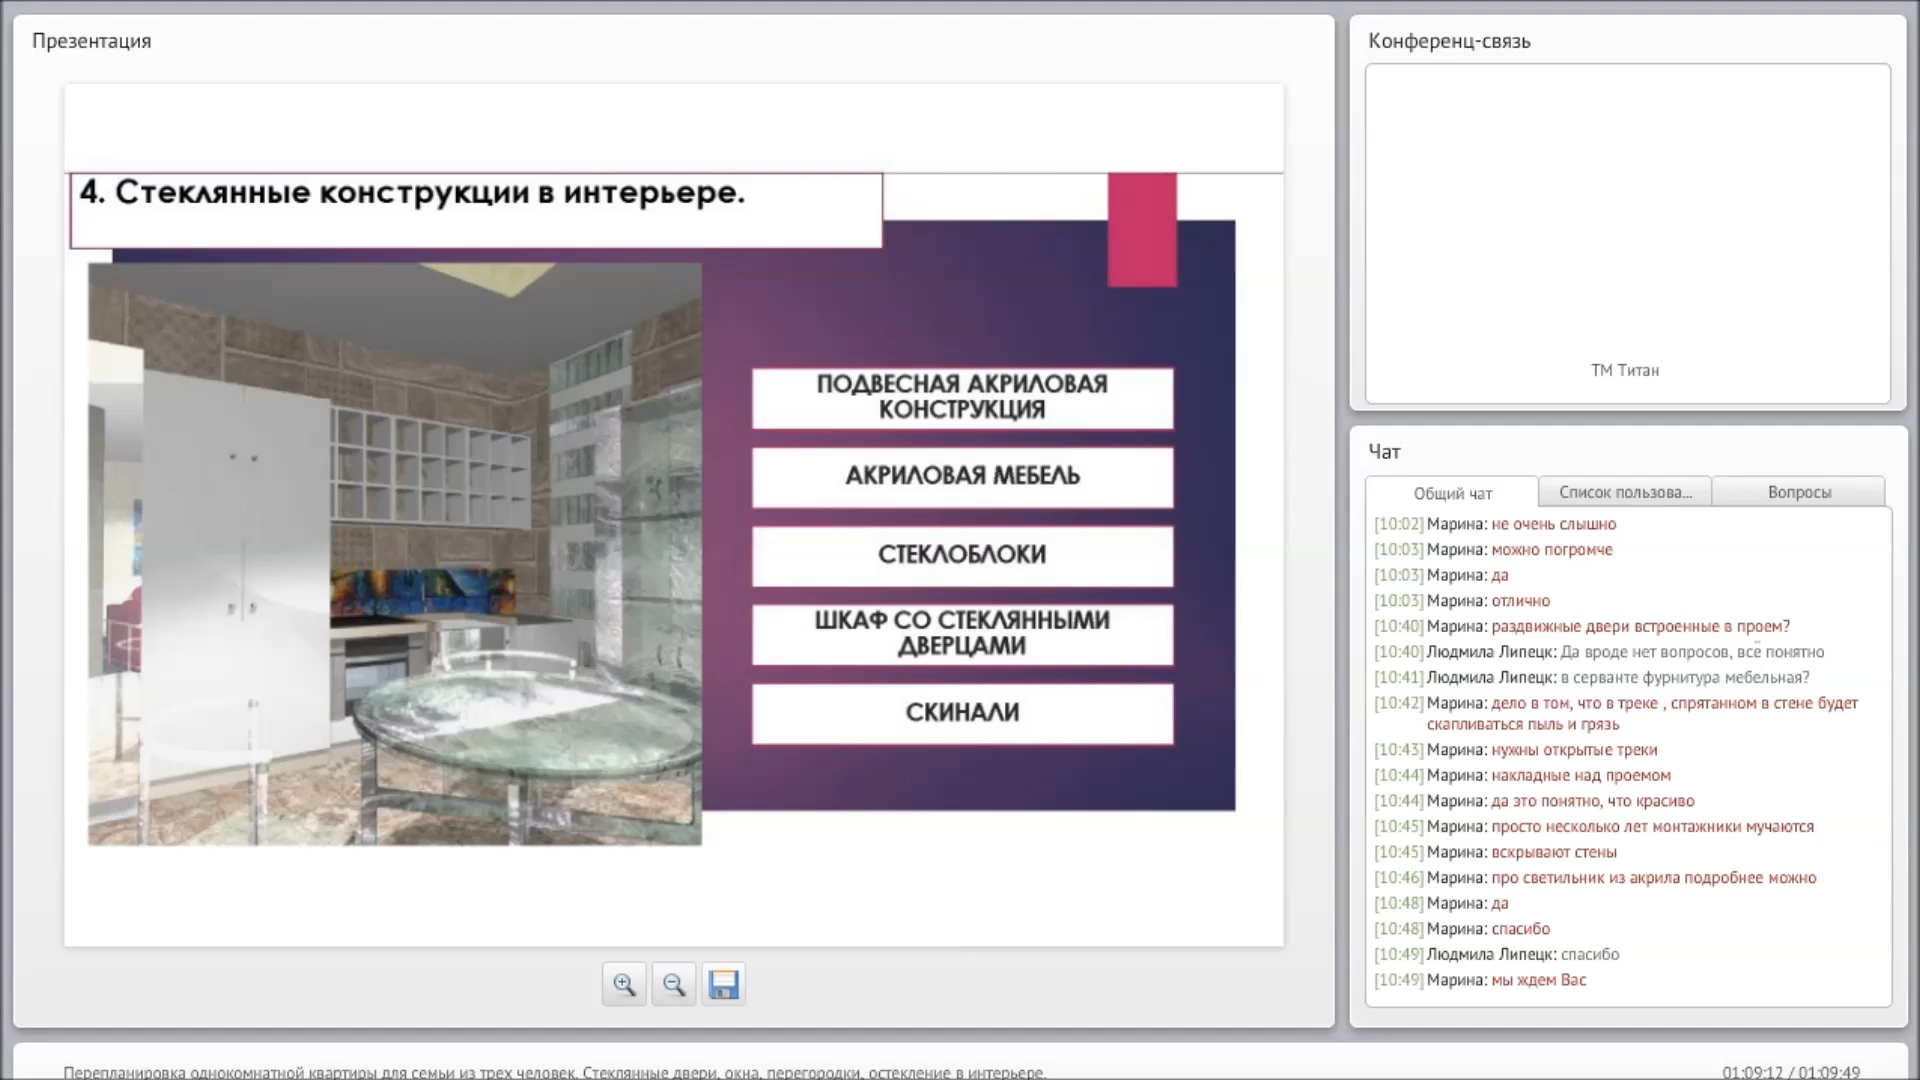 Презентация
4. Стеклянные конструкции в интерьере.
ПОДВЕСНАЯ АКРИЛОВАЯ
КОНСТРУКЦИЯ
АКРИЛОВАЯ МЕБЕЛЬ
СТЕКЛОБЛОКИ
ШКАФ СО СТЕКЛЯННЫМИ
ДВЕРЦАМИ
СКИНАЛИ
Конференц-связь
ТМ Титан
Чат
Общий чат
Список пользова...
Вопросы
[10:02] Марина: не очень слышно
[10:03] Марина: можно погромче
[10:03] Марина: да
[10:03] Марина: отлично
[10:40] Марина: раздвижные двери встроенные в проем?
[10:40] Людмила Липецк: Да вроде нет вопросов, всё понятно
[10:41] Людмила Липецк: в серванте фурнитура мебельная?
[10:42] Марина: дело в том, что в треке , спрятанном в стене будет
скапливаться пыль и грязь
[10:43] Марина: нужны открытые треки
[10:44] Марина: накладные над проемом
[10:44] Марина: да это понятно, что красиво
[10:45] Марина: просто несколько лет монтажники мучаются
[10:45] Марина: вскрывают стены
[10:46] Марина: про светильник из акрила подробнее можно
[10:48] Марина: да
[10:48] Марина: спасибо
[10:49] Людмила Липецк: спасибо
[10:49] Марина: мы ждем Вас
Перепланировка однокомнатной квартиры для семьи из трех человек. Стеклянные двери, окна, перегородки, остекление в интерьере.
01:09:12 / 01:09:49